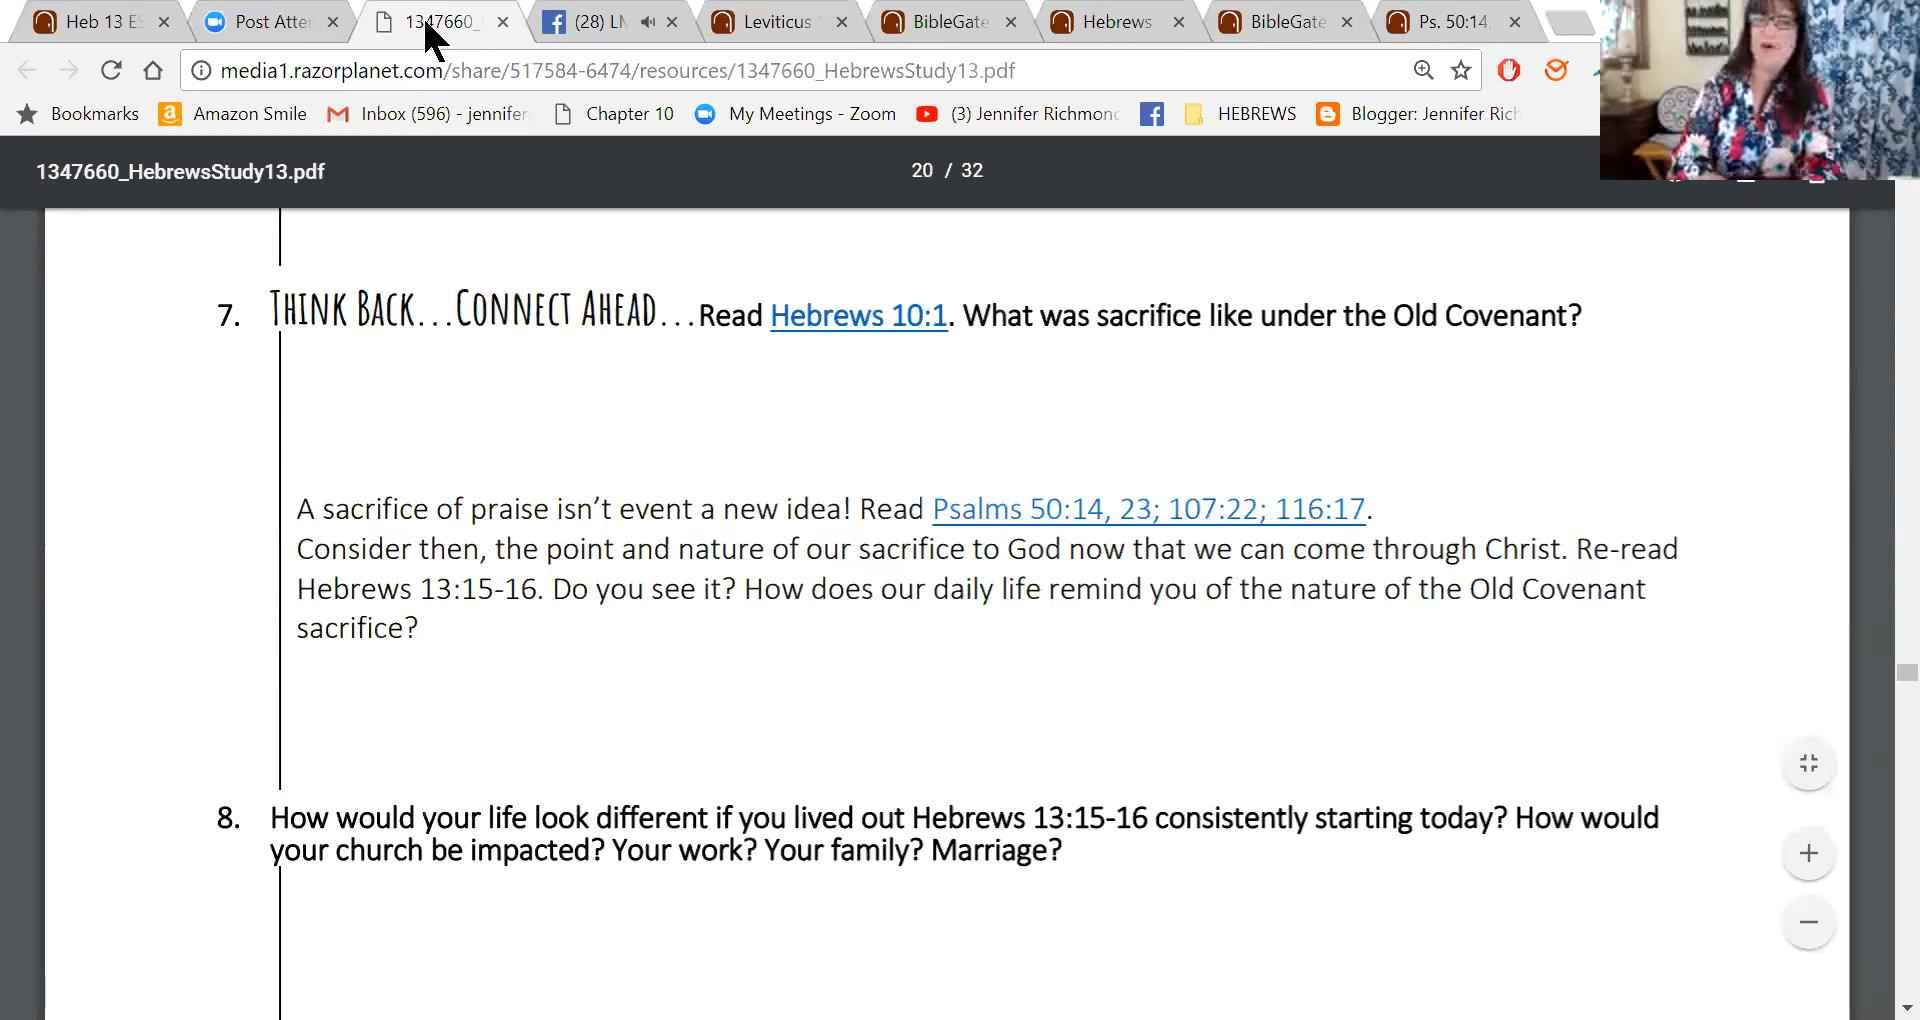 Heb 13 ES
Post Atter
1347660_
(28) LN
Leviticus
BibleGate
Hebrews
BibleGate
Ps. 50:14
media1.razorplanet.com/share/517584-6474/resources/1347660_HebrewsStudy13.pdf
Bookmarks
Amazon Smile
Inbox (596) - jennifer
Chapter 10
My Meetings - Zoom
(3) Jennifer Richmond
HEBREWS
Blogger: Jennifer Rich
1347660_HebrewsStudy13.pdf
20 / 32
7. THINK BACK...CONNECT AHEAD...Read Hebrews 10:1. What was sacrifice like under the Old Covenant?
A sacrifice of praise isn’t event a new idea! Read Psalms 50:14, 23; 107:22; 116:17.
Consider then, the point and nature of our sacrifice to God now that we can come through Christ. Re-read
Hebrews 13:15-16. Do you see it? How does our daily life remind you of the nature of the Old Covenant
sacrifice?
8. How would your life look different if you lived out Hebrews 13:15-16 consistently starting today? How would
your church be impacted? Your work? Your family? Marriage?